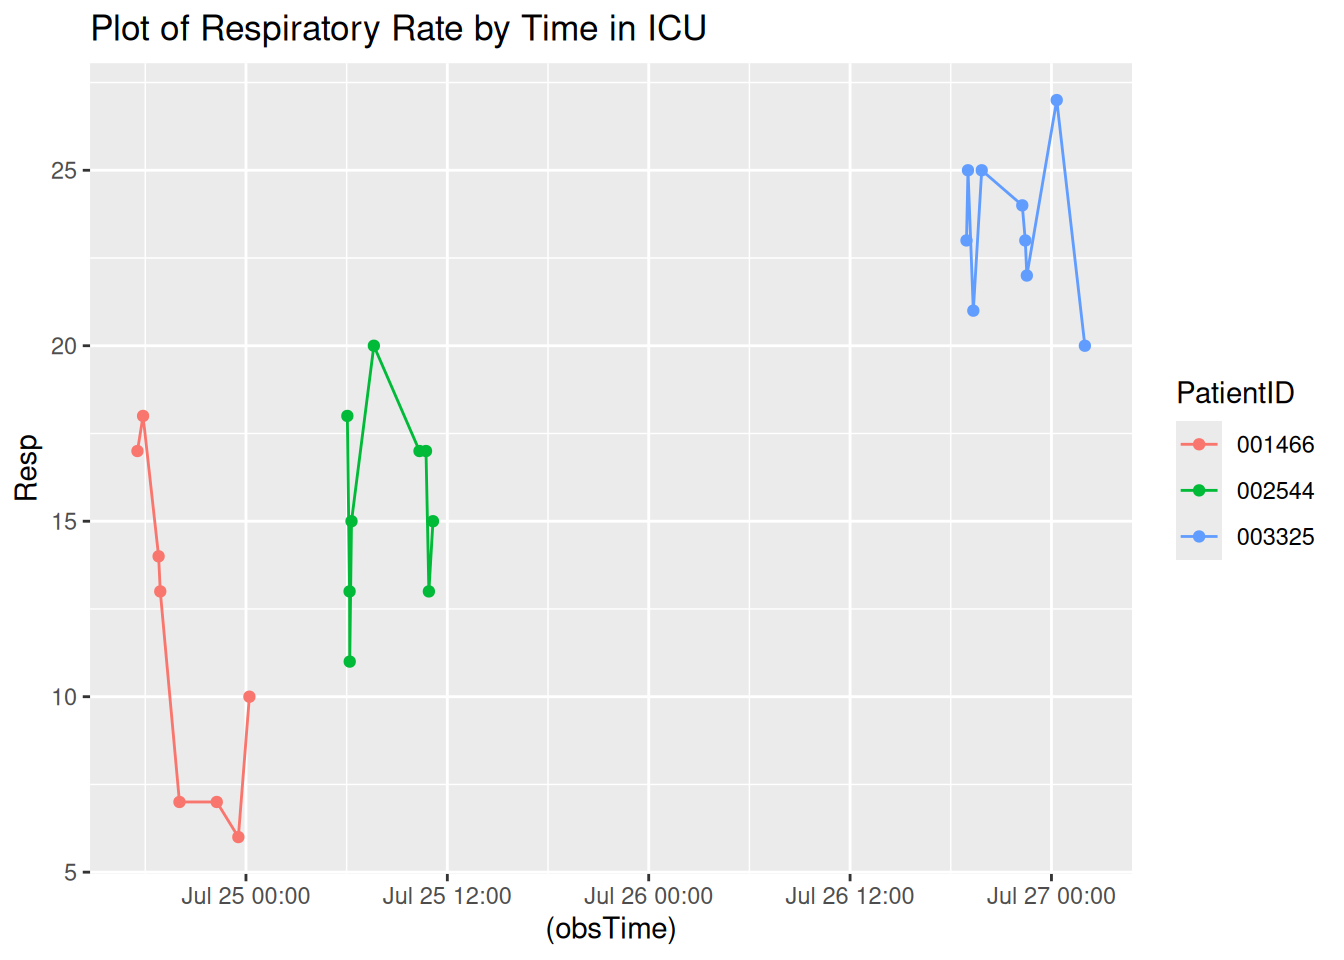 Plot of Respiratory Rate by Time in ICU
Resp
25
20
15
10
5
Jul 25 00:00 Jul 25 12:00 Jul 26 00:00 Jul 26 12:00 Jul 27 00:00
(obsTime)
PatientID
001466
002544
003325